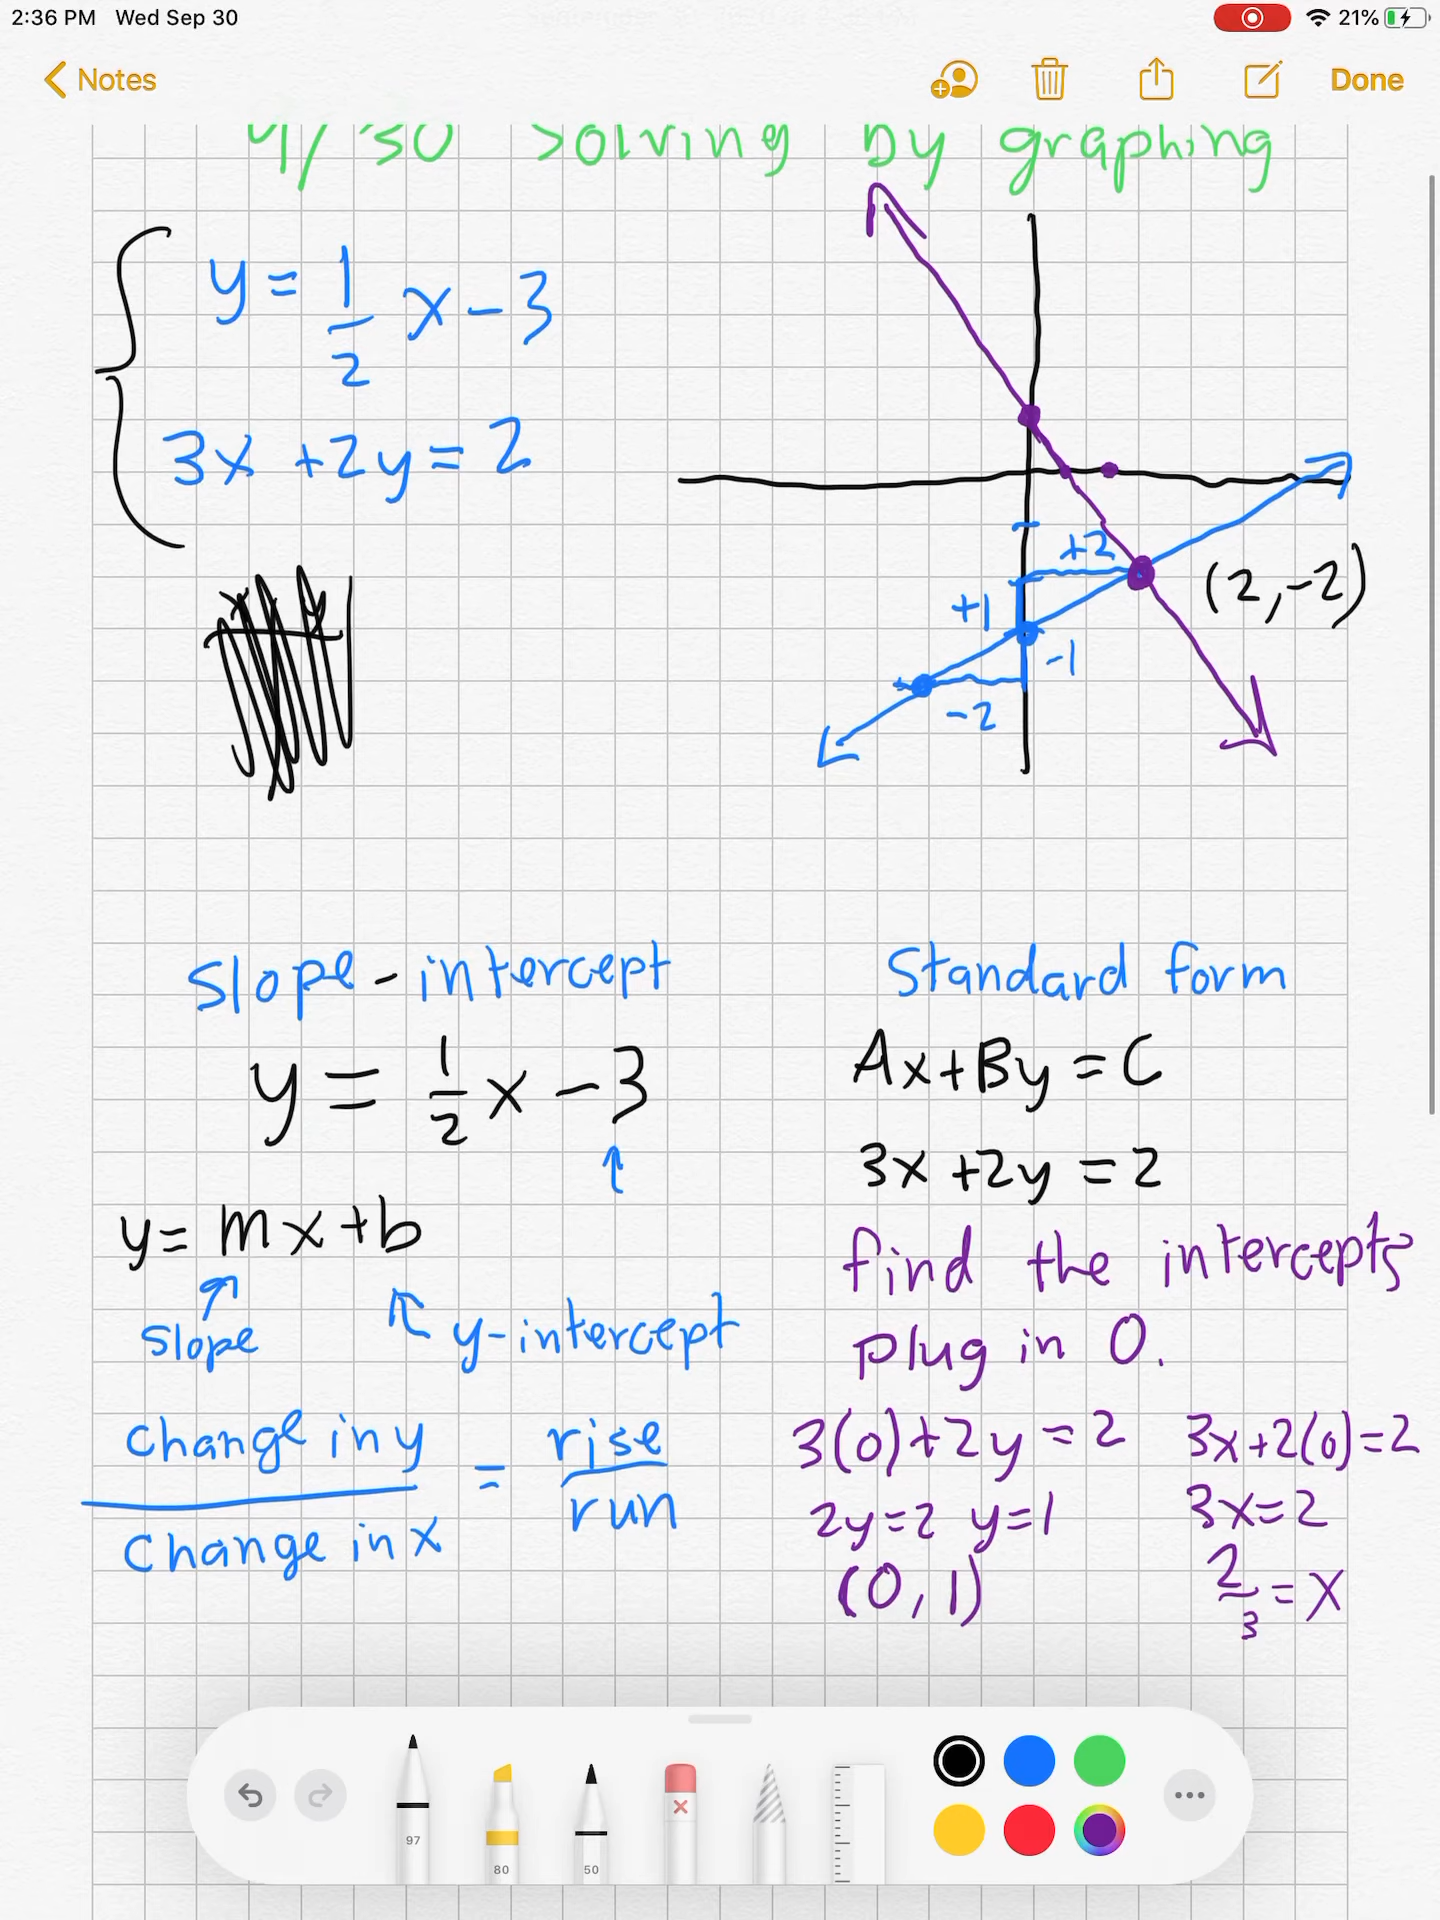 2:36 PM Wed Sep 30
21%
Notes
Done
9/30 Solving by graphing
y = 1/2 x - 3
3x + 2y = 2
+2
(2, -2)
+1
-1
-2
Slope - intercept
y = 1/2 x - 3
y = mx + b
slope
y-intercept
change in y / change in x = rise / run
Standard form
Ax + By = C
3x + 2y = 2
find the intercepts
plug in 0.
3(0) + 2y = 2
2y = 2 y = 1
(0, 1)
3x + 2(0) = 2
3x = 2
2/3 = x
97
80
50